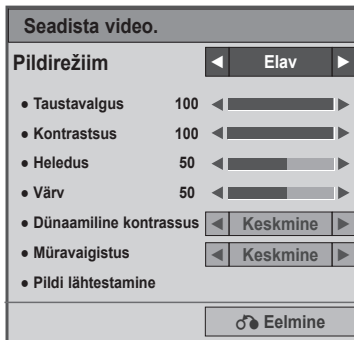 Seadista video.
Pildirežiim ◀ Elav ▶
● Taustavalgus 100
● Kontrastsus 100
● Heledus 50
● Värv 50
● Dünaamiline kontrassus ◀ Keskmine ▶
● Müravaigistus ◀ Keskmine ▶
● Pildi lähtestamine
Eelmine